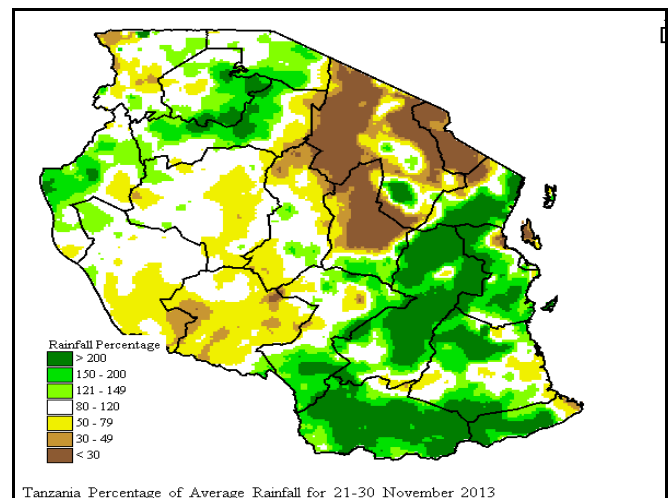 Rainfall Percentage
> 200
150 - 200
121 - 149
80 - 120
50 - 79
30 - 49
< 30
Tanzania Percentage of Average Rainfall for 21-30 November 2013